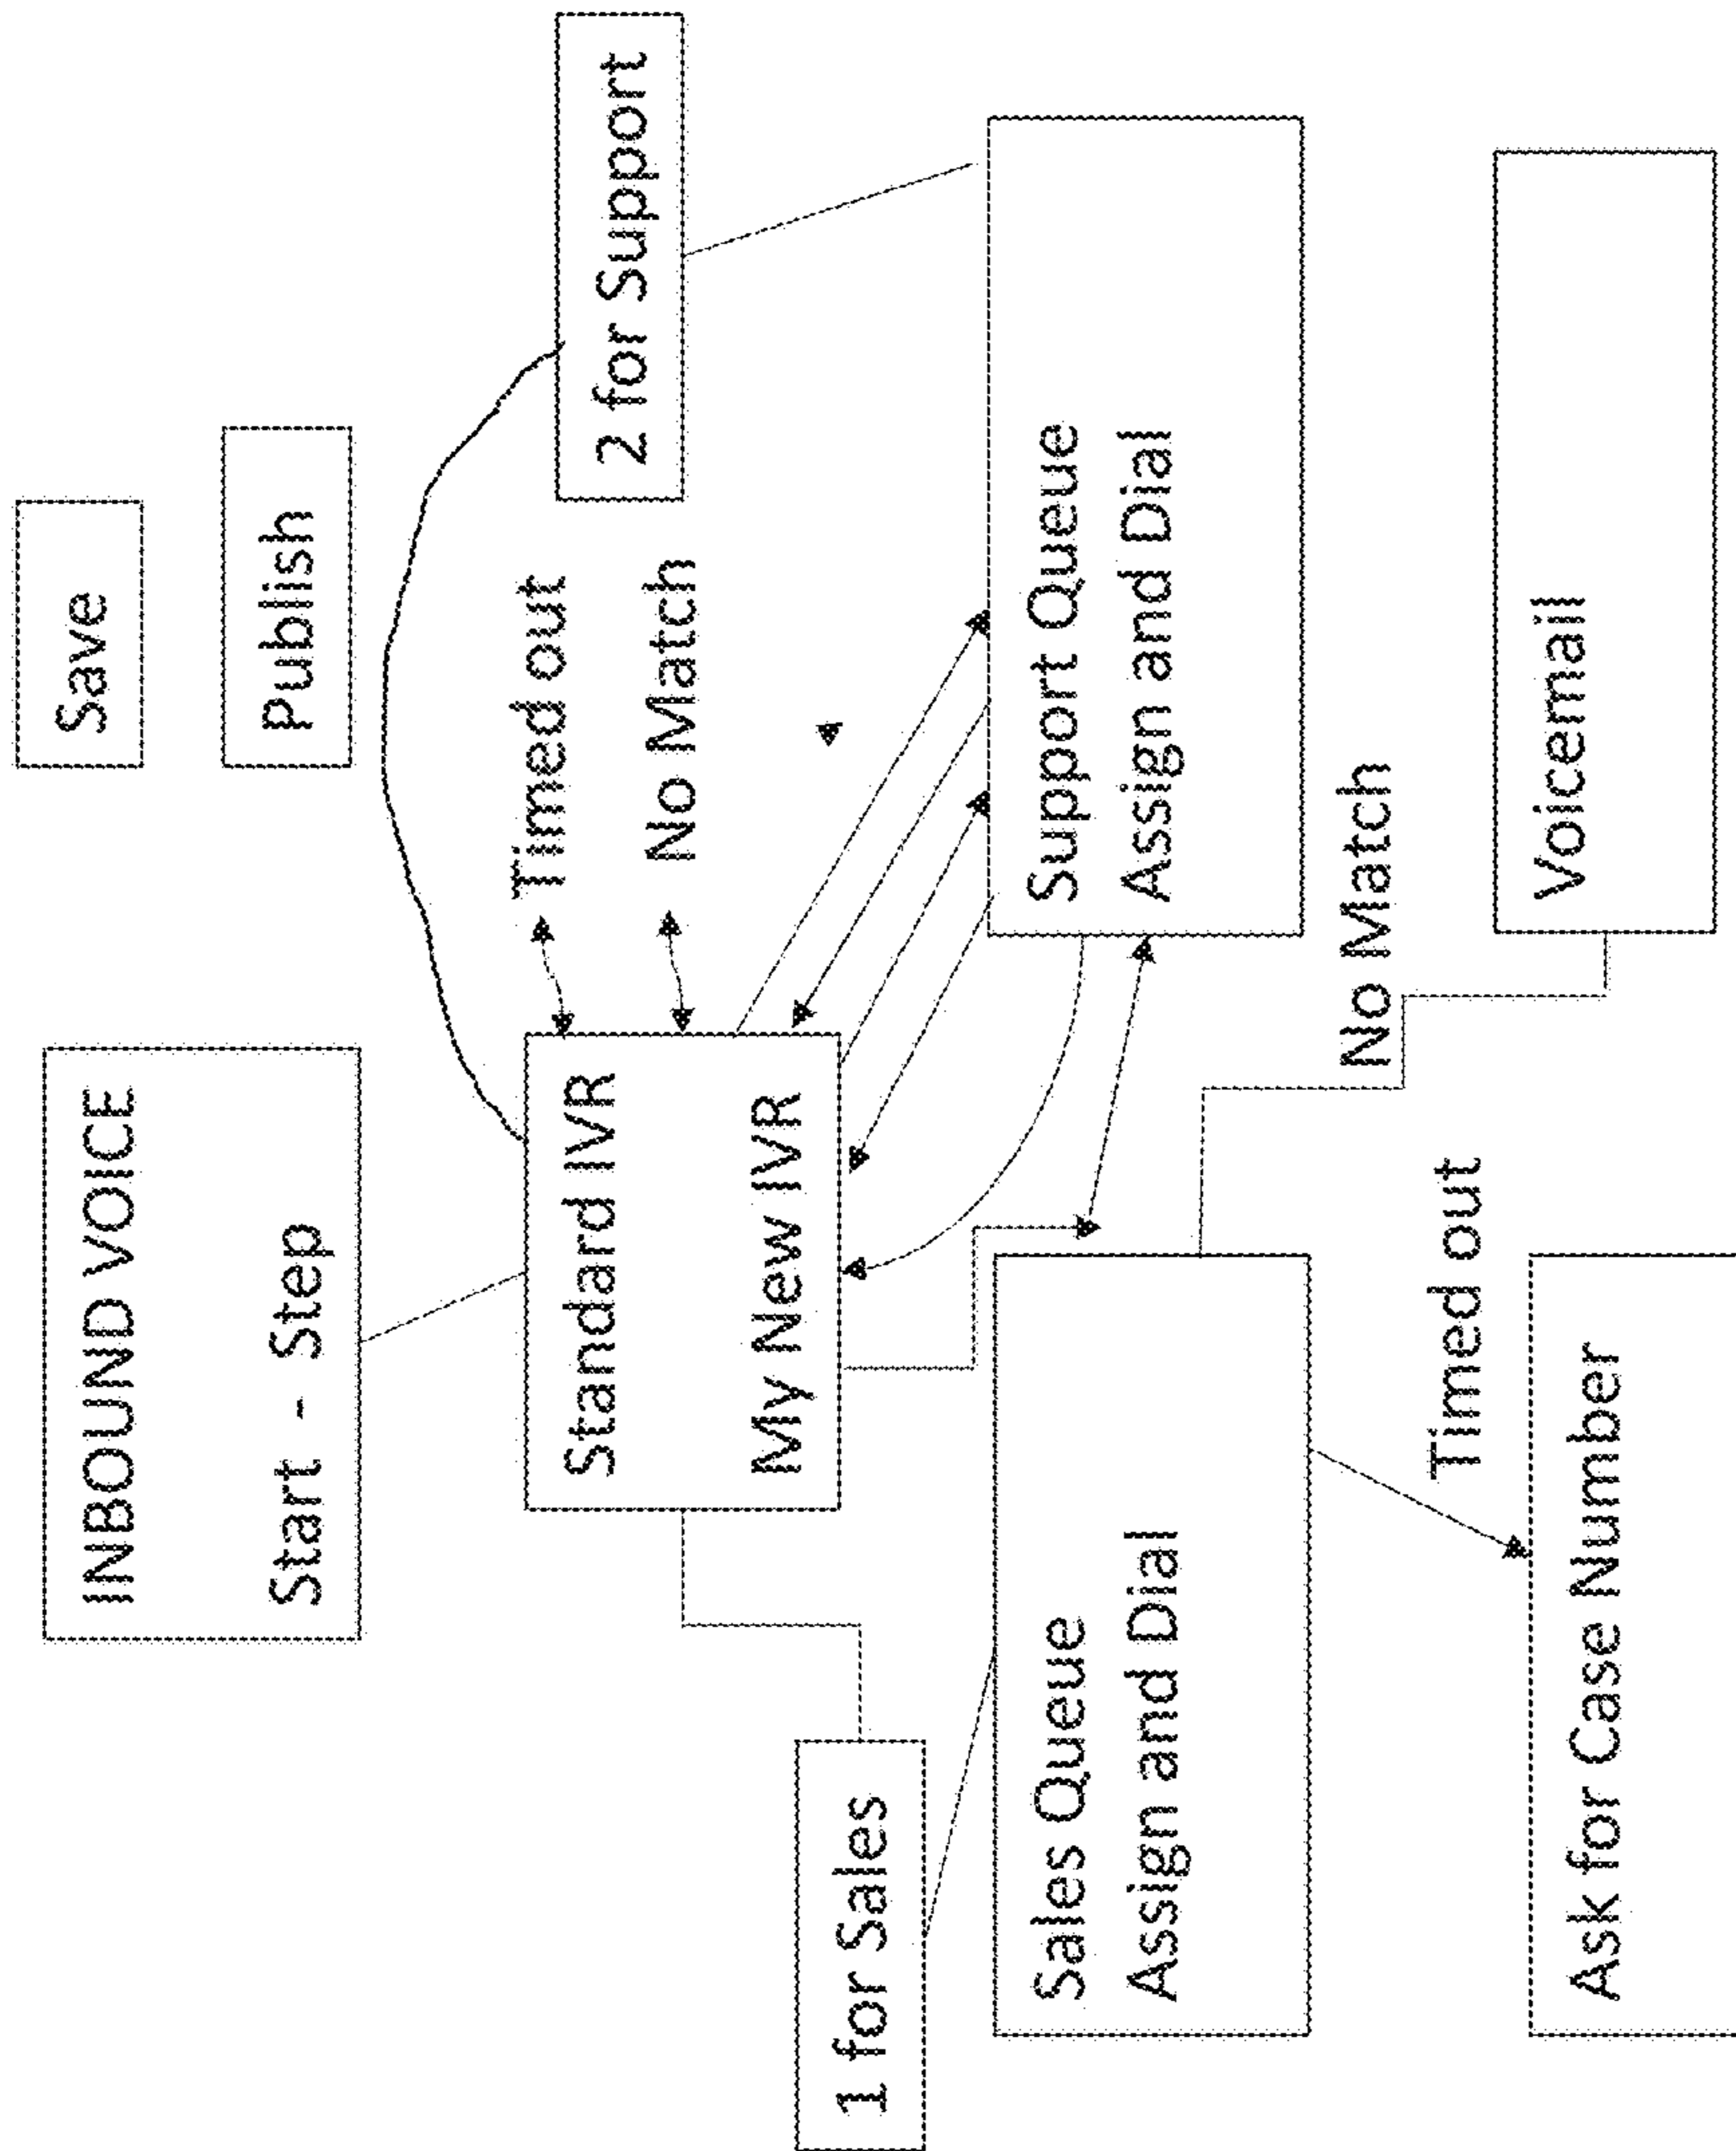 Save
Publish
INBOUND VOICE
Start - Step
Timed out
No Match
2 for Support
Standard IVR
My New IVR
1 for Sales
Sales Queue
Assign and Dial
Support Queue
Assign and Dial
No Match
Timed out
Ask for Case Number
Voicemail